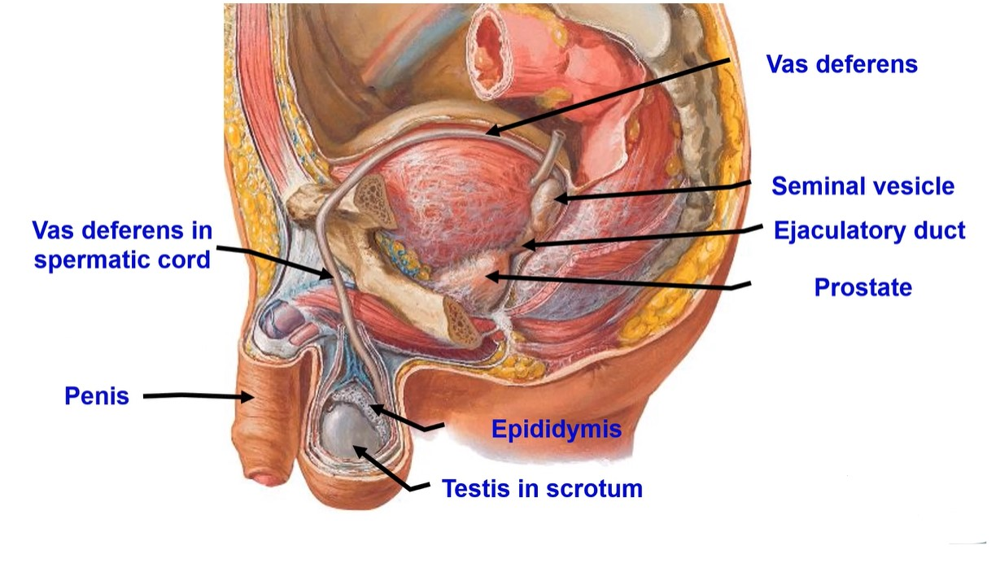 Vas deferens
Seminal vesicle
Vas deferens in
spermatic cord
Ejaculatory duct
Prostate
Penis
Epididymis
Testis in scrotum